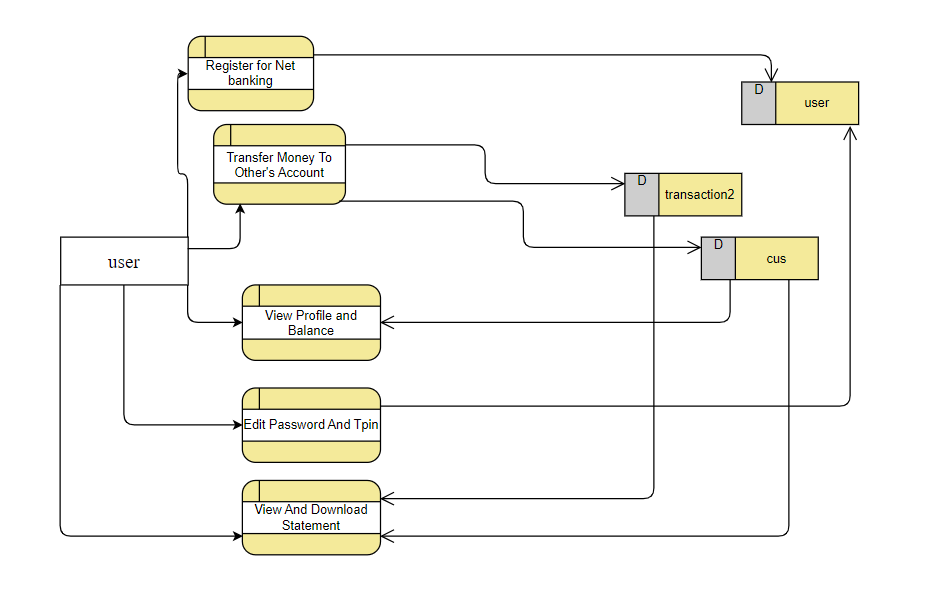 Register for Net
banking
D
user
Transfer Money To
Other's Account
D
transaction2
D
cus
user
View Profile and
Balance
Edit Password And Tpin
View And Download
Statement